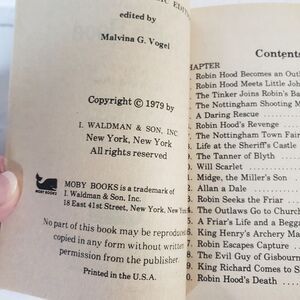 edited by
Malvina G. Vogel
Copyright © 1979 by
I. WALDMAN & SON, INC
New York, New York
All rights reserved
MOBY BOOKS
MOBY BOOKS is a trademark of
I. Waldman & Son, Inc.
18 East 41st Street, New York, New York
No part of this book may be reproduced
copied in any form without written
permission from the publisher.
Printed in the U.S.A.
Contents
CHAPTER
Robin Hood Becomes an Out
Robin Hood Meets Little Joh
The Tinker Joins Robin's Ba
The Nottingham Shooting M
A Daring Rescue
Robin Hood's Revenge
The Nottingham Town Fair
Life at the Sheriff's Castle
The Tanner of Blyth
Will Scarlet
Midge, the Miller's Son
Allan a Dale
Robin Seeks the Friar
The Outlaws Go to Church
A Friar's Life and a Begga
King Henry's Archery Ma
Robin Escapes Capture
The Evil Guy of Gisbourn
King Richard Comes to S
0. Robin Hood's Death